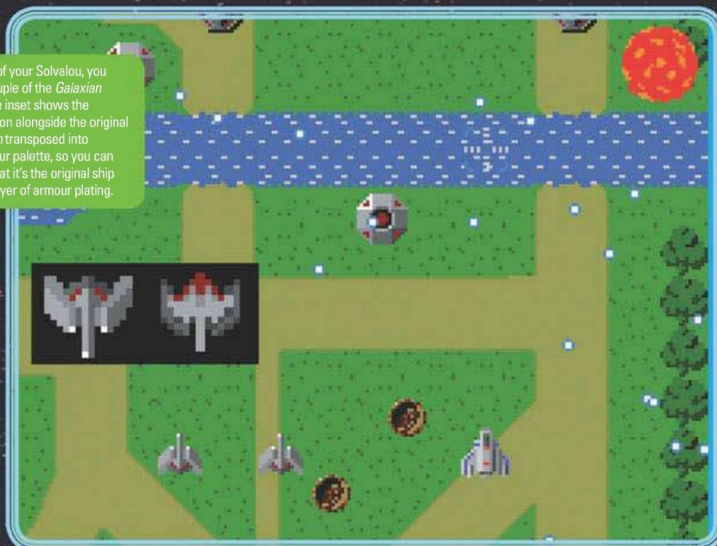 of your Solvalou, you
uple of the Galaxian
inset shows the
on alongside the original
transposed into
ur palette, so you can
at it's the original ship
yer of armour plating.